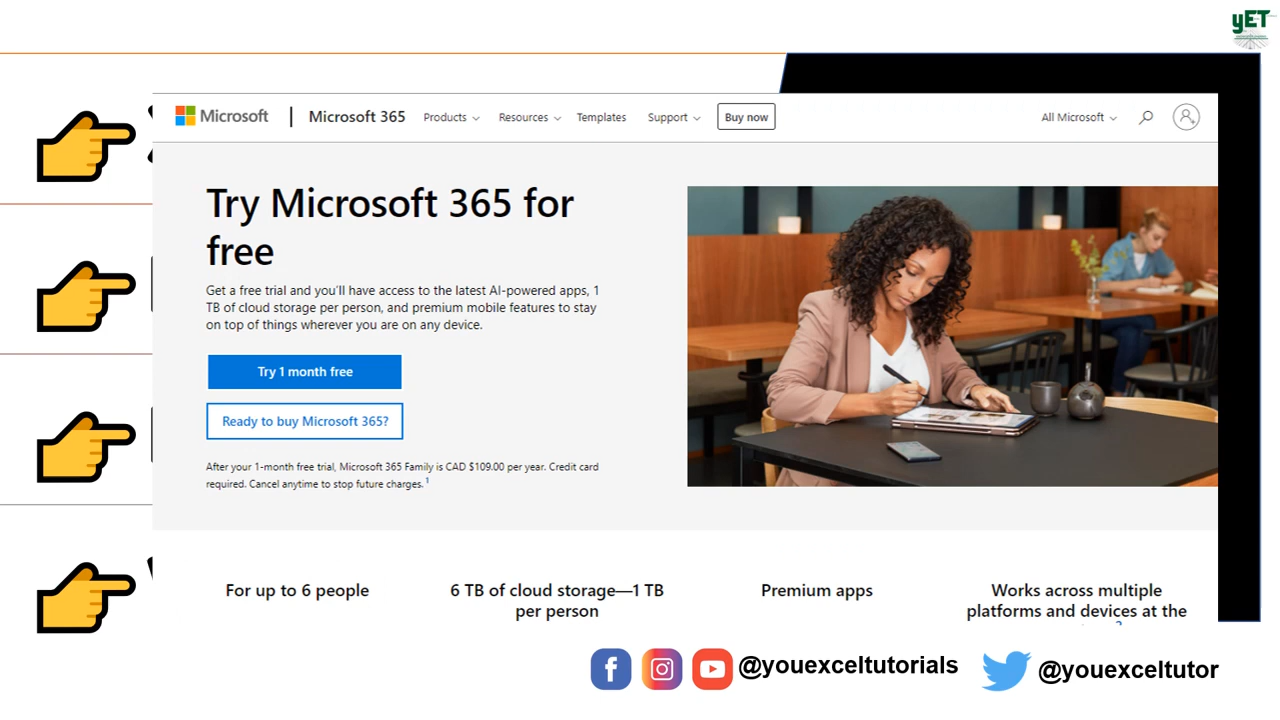 yET
Microsoft
Microsoft 365
Products
Resources
Templates
Support
Buy now
All Microsoft
Try Microsoft 365 for
free
Get a free trial and you'll have access to the latest AI-powered apps, 1
TB of cloud storage per person, and premium mobile features to stay
on top of things wherever you are on any device.
Try 1 month free
Ready to buy Microsoft 365?
After your 1-month free trial, Microsoft 365 Family is CAD $109.00 per year. Credit card
required. Cancel anytime to stop future charges.1
For up to 6 people
6 TB of cloud storage—1 TB
per person
Premium apps
Works across multiple
platforms and devices at the
@youexceltutorials
@youexceltutor